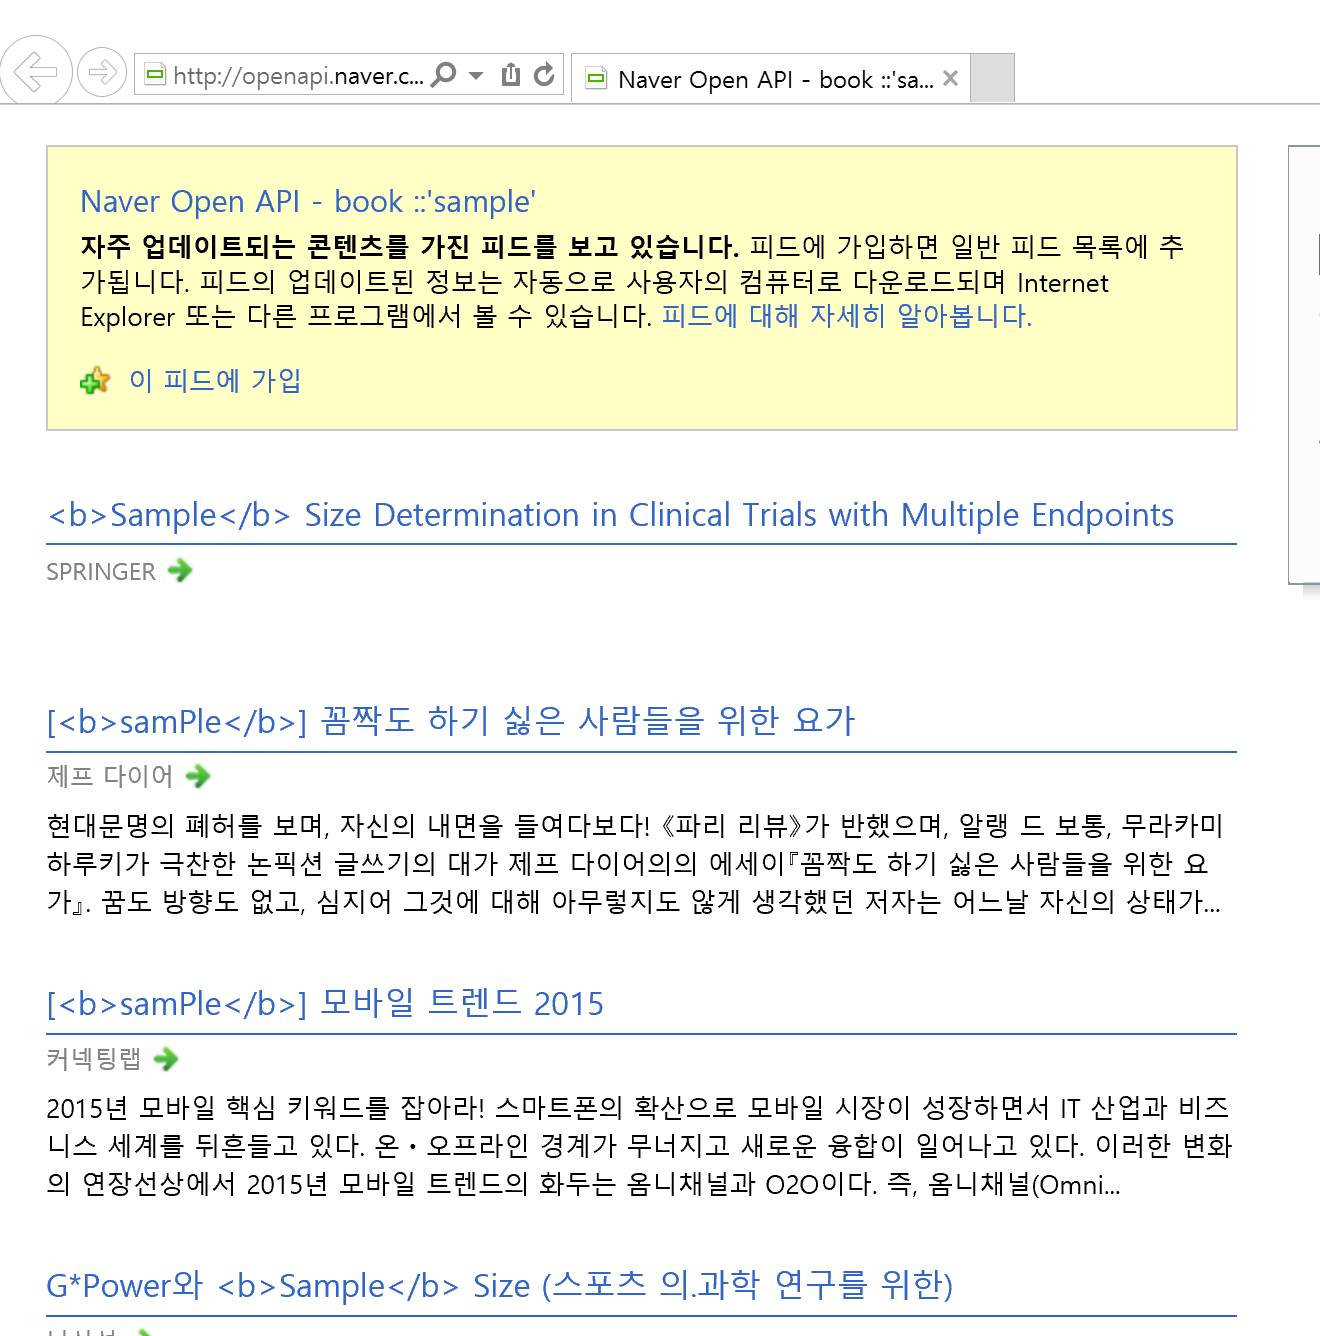 http://openapi.naver.c...
Naver Open API - book ::'sa...
Naver Open API - book ::'sample'
자주 업데이트되는 콘텐츠를 가진 피드를 보고 있습니다. 피드에 가입하면 일반 피드 목록에 추
가됩니다. 피드의 업데이트된 정보는 자동으로 사용자의 컴퓨터로 다운로드되며 Internet
Explorer 또는 다른 프로그램에서 볼 수 있습니다. 피드에 대해 자세히 알아봅니다.
이 피드에 가입
<b>Sample</b> Size Determination in Clinical Trials with Multiple Endpoints
SPRINGER
[<b>samPle</b>] 꼼짝도 하기 싫은 사람들을 위한 요가
제프 다이어
현대문명의 폐허를 보며, 자신의 내면을 들여다보다! 《파리 리뷰》가 반했으며, 알랭 드 보통, 무라카미
하루키가 극찬한 논픽션 글쓰기의 대가 제프 다이어의의 에세이『꼼짝도 하기 싫은 사람들을 위한 요
가』. 꿈도 방향도 없고, 심지어 그것에 대해 아무렇지도 않게 생각했던 저자는 어느날 자신의 상태가...
[<b>samPle</b>] 모바일 트렌드 2015
커넥팅랩
2015년 모바일 핵심 키워드를 잡아라! 스마트폰의 확산으로 모바일 시장이 성장하면서 IT 산업과 비즈
니스 세계를 뒤흔들고 있다. 온·오프라인 경계가 무너지고 새로운 융합이 일어나고 있다. 이러한 변화
의 연장선상에서 2015년 모바일 트렌드의 화두는 옴니채널과 O2O이다. 즉, 옴니채널(Omni...
G*Power와 <b>Sample</b> Size (스포츠 의.과학 연구를 위한)